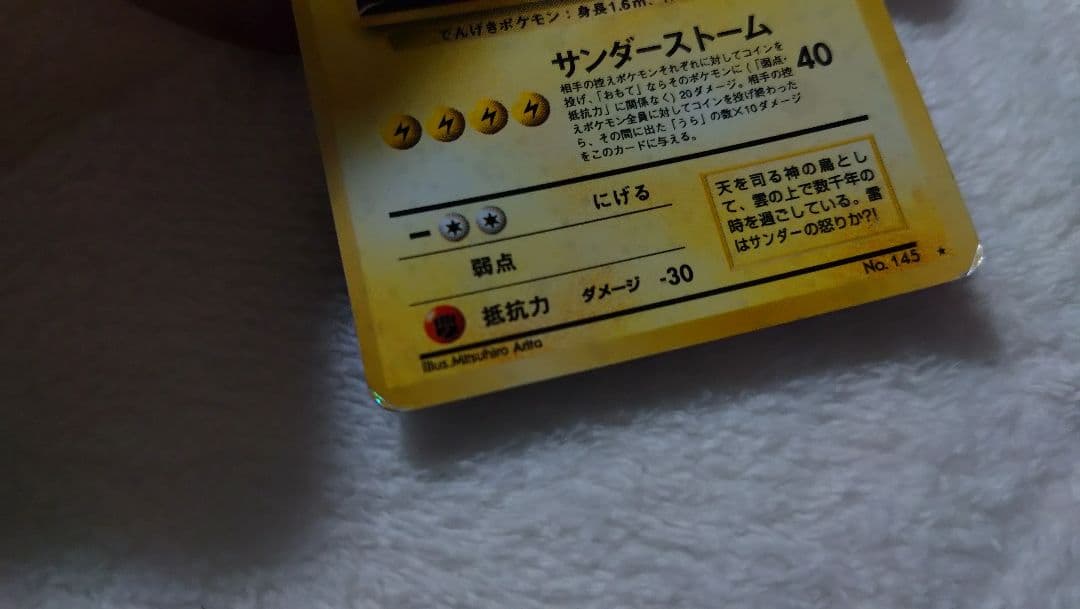 でんげきポケモン：身長1.6m、
サンダーストーム
40
相手の控えポケモンそれぞれに対してコインを
投げ、「おもて」ならそのポケモンに（「弱点・
抵抗力」に関係なく）20ダメージ。相手の控
えポケモン全員に対してコインを投げ終わった
ら、その間に出た「うら」の数×10ダメージ
をこのカードに与える。
にげる
弱点
抵抗力 ダメージ -30
天を司る神の鳥とし
て、雲の上で数千年の
時を過ごしている。雷
はサンダーの怒りか?!
illus.Mitsuhiro Arita
No.145 ★